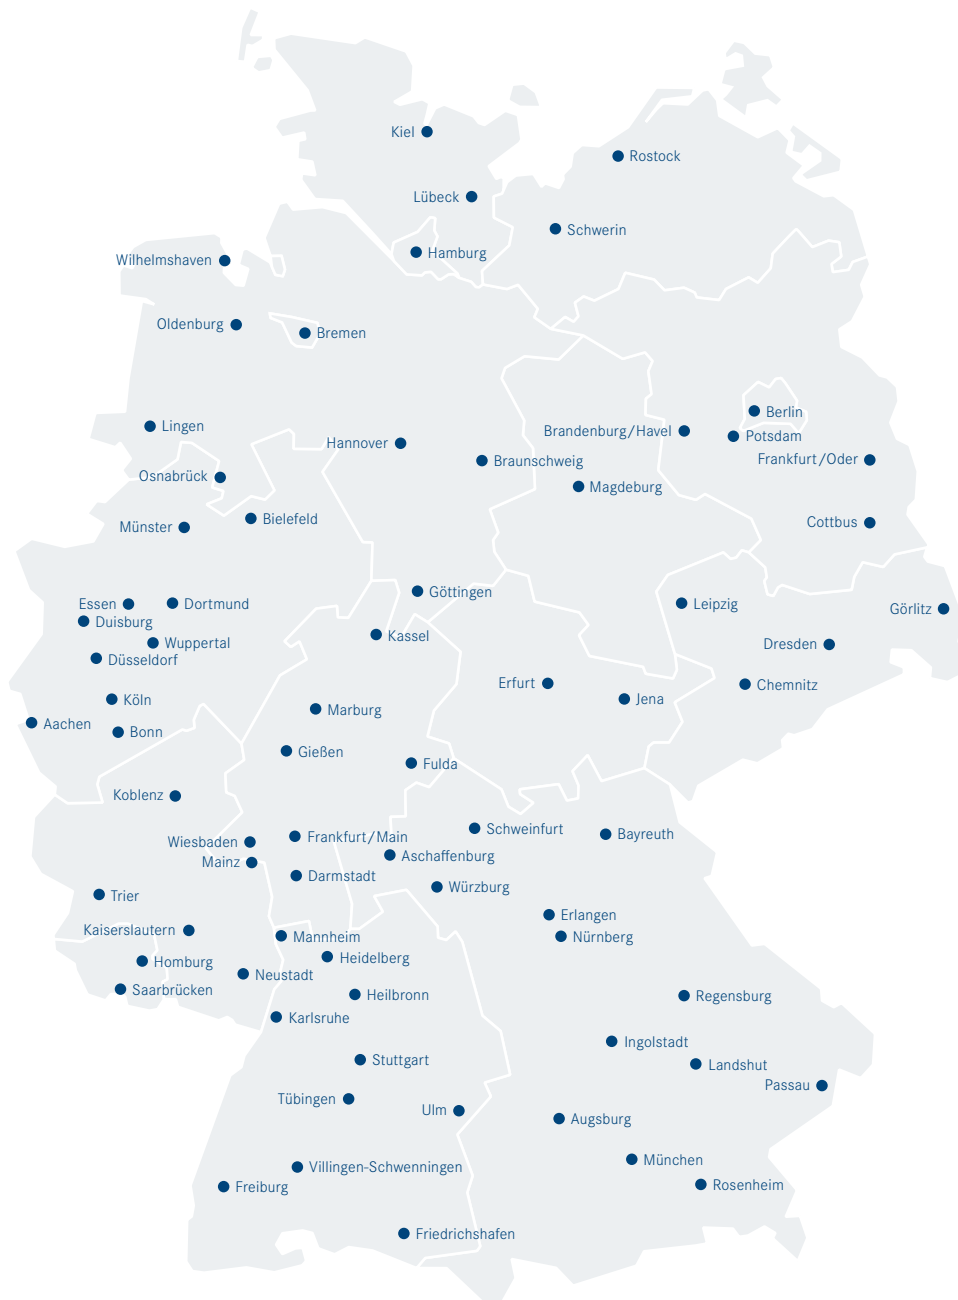 Kiel
Rostock
Lübeck
Schwerin
Hamburg
Wilhelmshaven
Oldenburg
Bremen
Berlin
Lingen
Brandenburg/Havel
Potsdam
Hannover
Frankfurt/Oder
Braunschweig
Osnabrück
Magdeburg
Bielefeld
Cottbus
Münster
Göttingen
Essen
Dortmund
Leipzig
Görlitz
Duisburg
Kassel
Wuppertal
Dresden
Düsseldorf
Erfurt
Chemnitz
Köln
Jena
Marburg
Aachen
Bonn
Gießen
Fulda
Koblenz
Schweinfurt
Bayreuth
Frankfurt/Main
Wiesbaden
Aschaffenburg
Mainz
Darmstadt
Würzburg
Trier
Erlangen
Kaiserslautern
Mannheim
Nürnberg
Heidelberg
Homburg
Neustadt
Saarbrücken
Heilbronn
Regensburg
Karlsruhe
Ingolstadt
Stuttgart
Landshut
Passau
Tübingen
Ulm
Augsburg
München
Villingen-Schwenningen
Rosenheim
Freiburg
Friedrichshafen